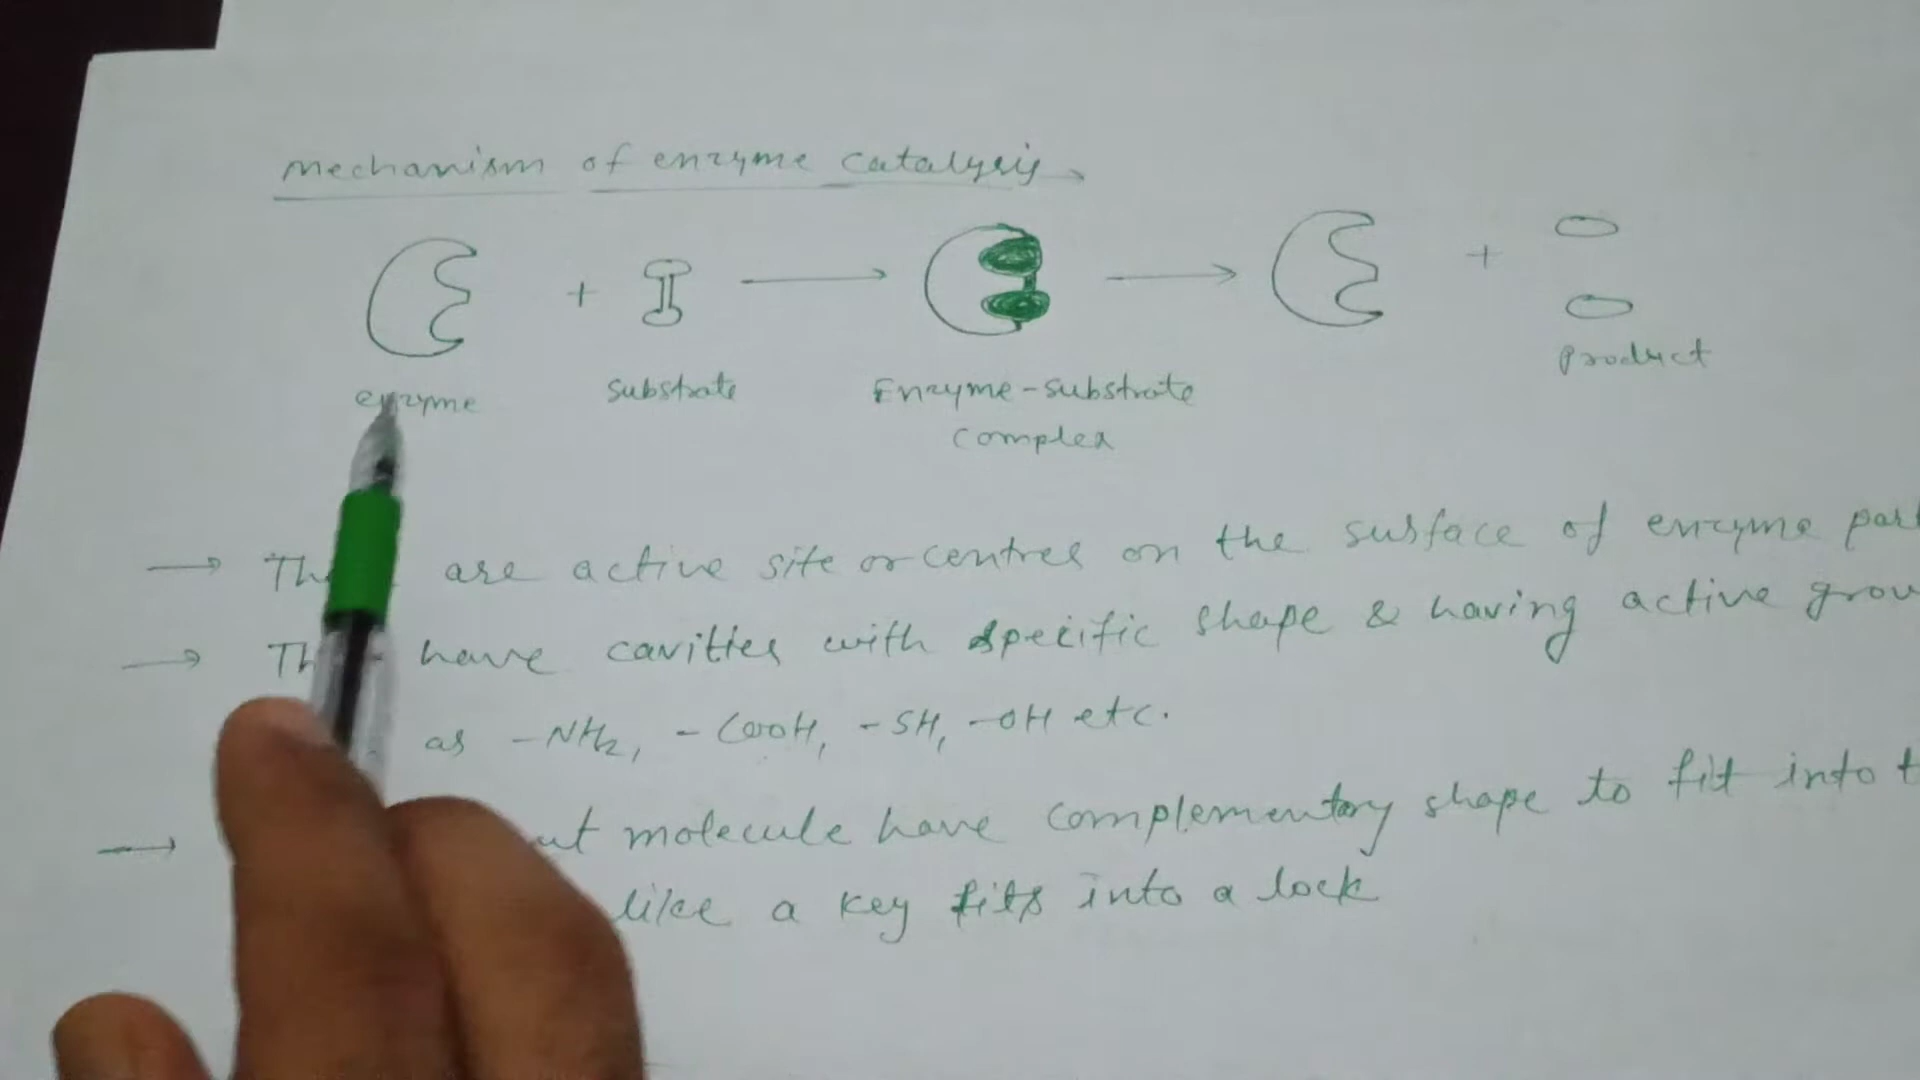 mechanism of enzyme catalysis
+ → → +
enzyme substrate Enzyme-substrate complex product
→ are active site or centres on the surface of enzyme
→ have cavities with specific shape & having active
as -NH2, -COOH, -SH, -OH etc.
→ molecule have complementary shape to fit into
like a key fits into a lock